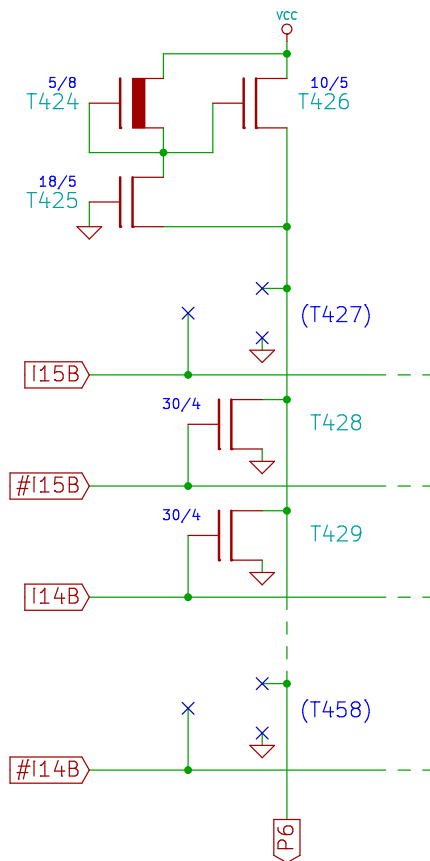 VCC
5/8
T424
10/5
T426
18/5
T425
(T427)
I15B
30/4
T428
#I15B
30/4
T429
I14B
(T458)
#I14B
P6